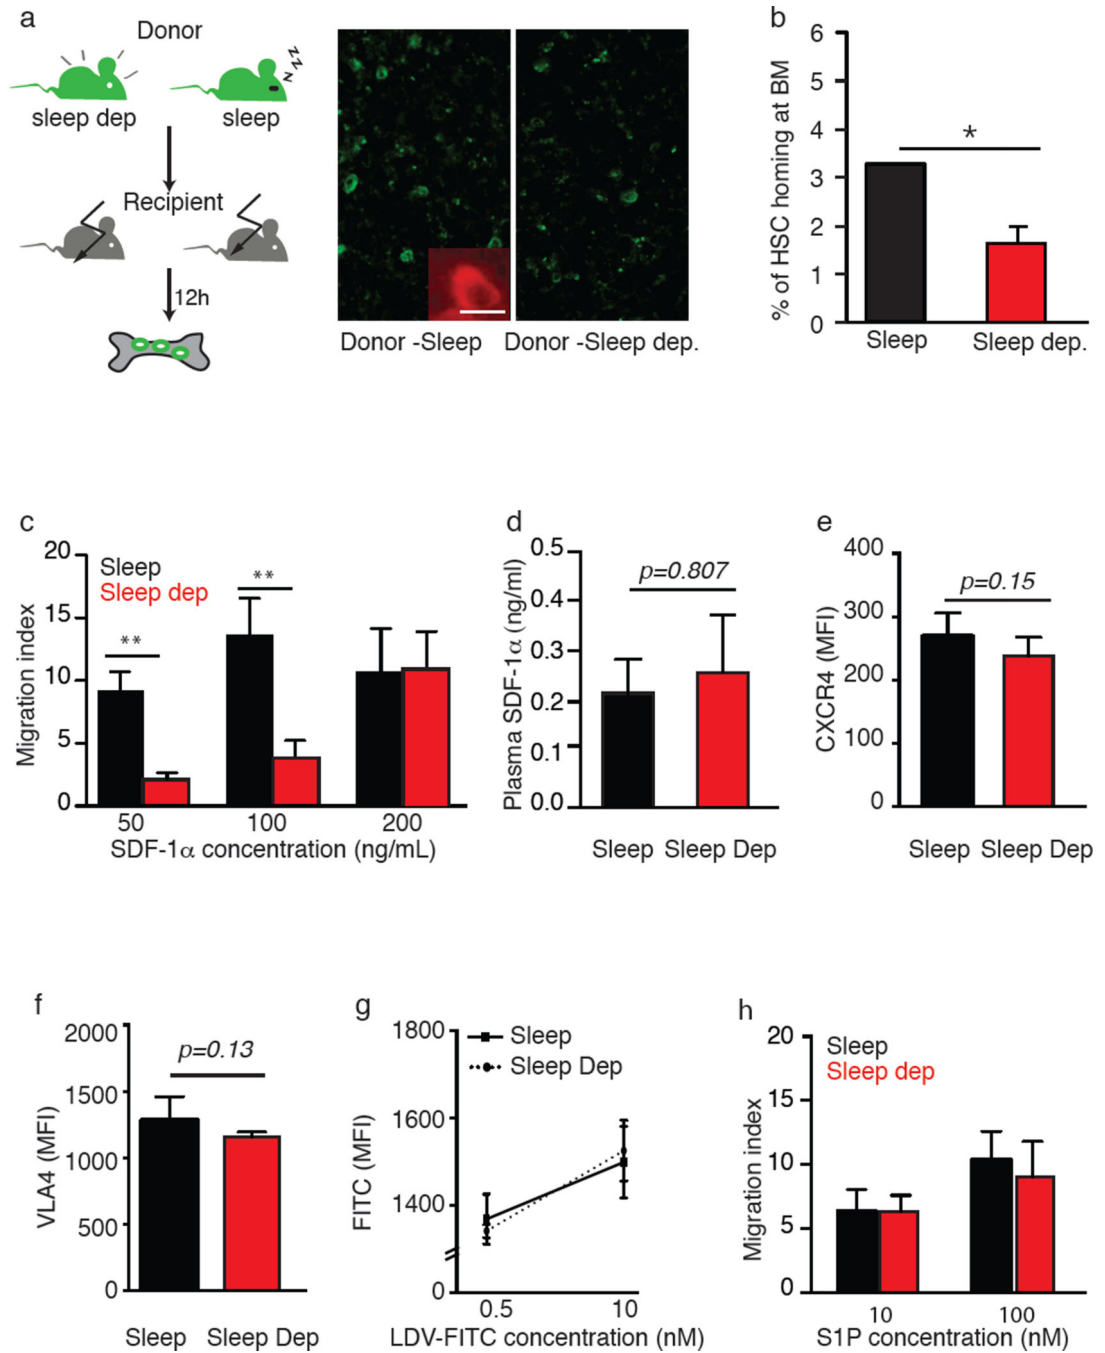 a
Donor
z z z
sleep dep
sleep
Recipient
12h
Donor -Sleep
Donor -Sleep dep.
b
% of HSC homing at BM
6
5
4
3
2
1
0
*
Sleep
Sleep dep.
c
Migration index
20
15
10
5
0
Sleep
Sleep dep
**
**
50
100
200
SDF-1α concentration (ng/mL)
d
Plasma SDF-1α (ng/ml)
0.5
0.4
0.3
0.2
0.1
0.0
p=0.807
Sleep
Sleep Dep
e
CXCR4 (MFI)
400
300
200
100
0
p=0.15
Sleep
Sleep Dep
f
VLA4 (MFI)
2000
1500
1000
500
0
p=0.13
Sleep
Sleep Dep
g
FITC (MFI)
1800
1600
1400
0
Sleep
Sleep Dep
0.5
10
LDV-FITC concentration (nM)
h
Migration index
20
15
10
5
0
Sleep
Sleep dep
10
100
S1P concentration (nM)